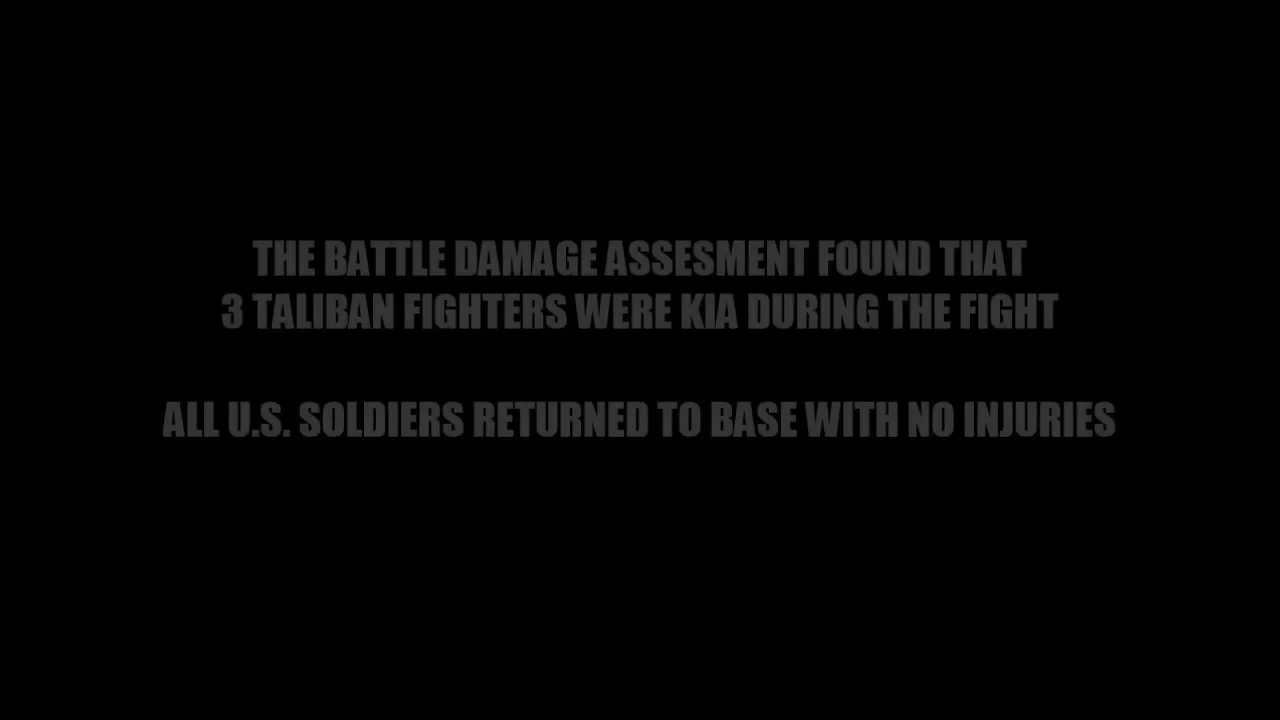 THE BATTLE DAMAGE ASSESMENT FOUND THAT
3 TALIBAN FIGHTERS WERE KIA DURING THE FIGHT
ALL U.S. SOLDIERS RETURNED TO BASE WITH NO INJURIES